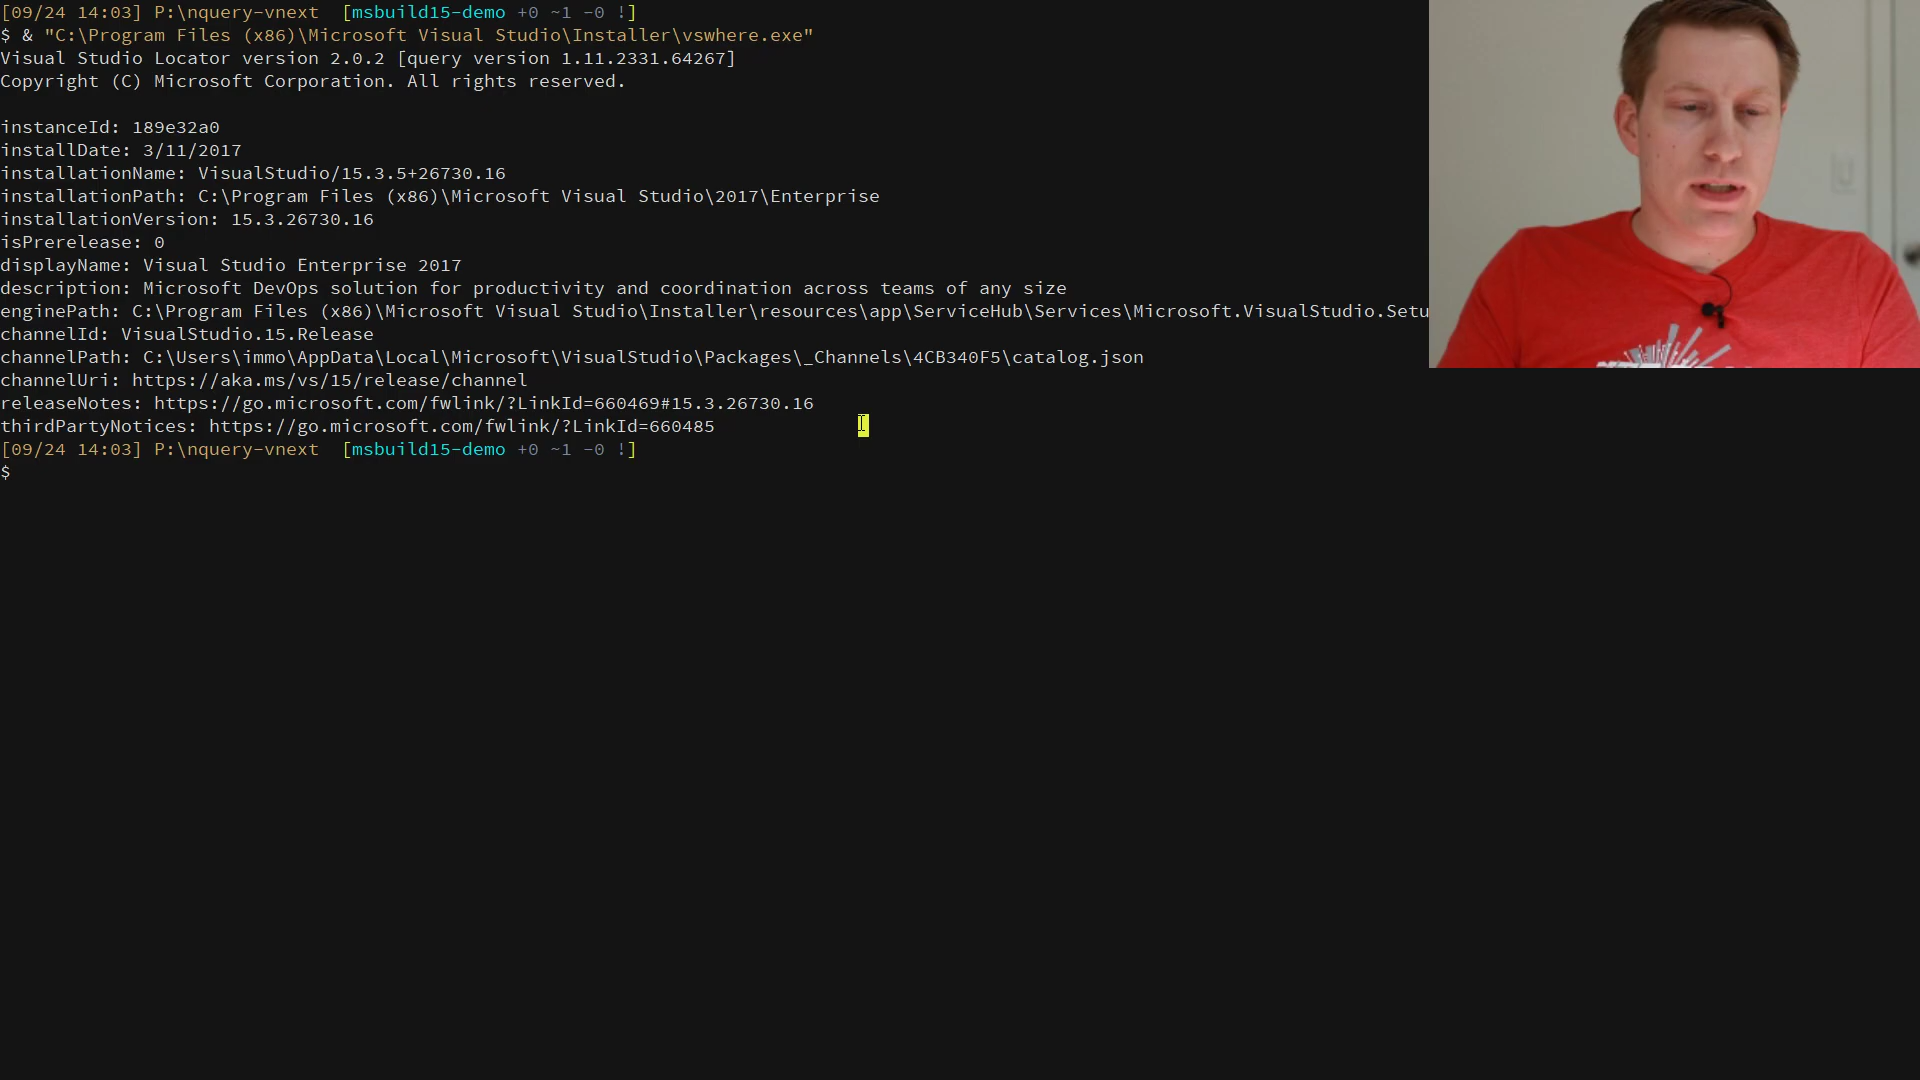 [09/24 14:03] P:\nquery-vnext  [msbuild15-demo +0 ~1 -0 !]
$ & "C:\Program Files (x86)\Microsoft Visual Studio\Installer\vswhere.exe"
Visual Studio Locator version 2.0.2 [query version 1.11.2331.64267]
Copyright (C) Microsoft Corporation. All rights reserved.
instanceId: 189e32a0
installDate: 3/11/2017
installationName: VisualStudio/15.3.5+26730.16
installationPath: C:\Program Files (x86)\Microsoft Visual Studio\2017\Enterprise
installationVersion: 15.3.26730.16
isPrerelease: 0
displayName: Visual Studio Enterprise 2017
description: Microsoft DevOps solution for productivity and coordination across teams of any size
enginePath: C:\Program Files (x86)\Microsoft Visual Studio\Installer\resources\app\ServiceHub\Services\Microsoft.VisualStudio.Setu
channelId: VisualStudio.15.Release
channelPath: C:\Users\immo\AppData\Local\Microsoft\VisualStudio\Packages\_Channels\4CB340F5\catalog.json
channelUri: https://aka.ms/vs/15/release/channel
releaseNotes: https://go.microsoft.com/fwlink/?LinkId=660469#15.3.26730.16
thirdPartyNotices: https://go.microsoft.com/fwlink/?LinkId=660485
[09/24 14:03] P:\nquery-vnext  [msbuild15-demo +0 ~1 -0 !]
$